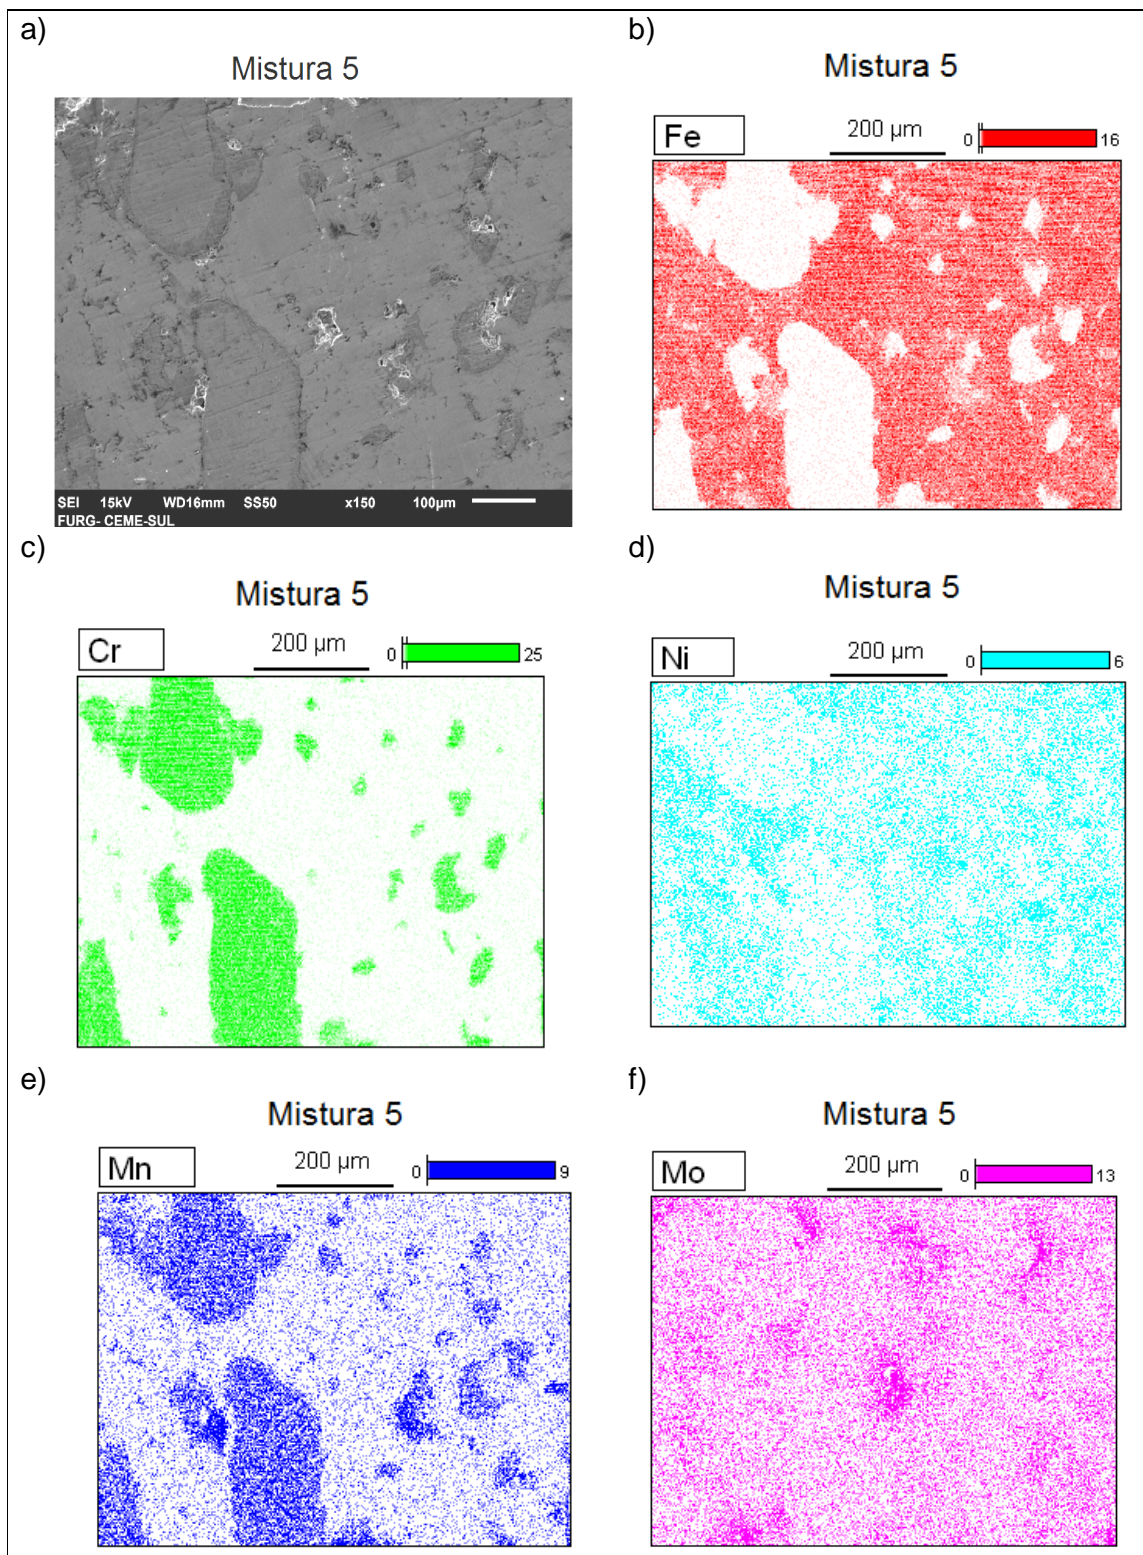 a)
Mistura 5
SEI 15kV WD16mm SS50 x150 100µm
FURG- CEME-SUL
b)
Mistura 5
Fe 200 µm 0 16
c)
Mistura 5
Cr 200 µm 0 25
d)
Mistura 5
Ni 200 µm 0 6
e)
Mistura 5
Mn 200 µm 0 9
f)
Mistura 5
Mo 200 µm 0 13